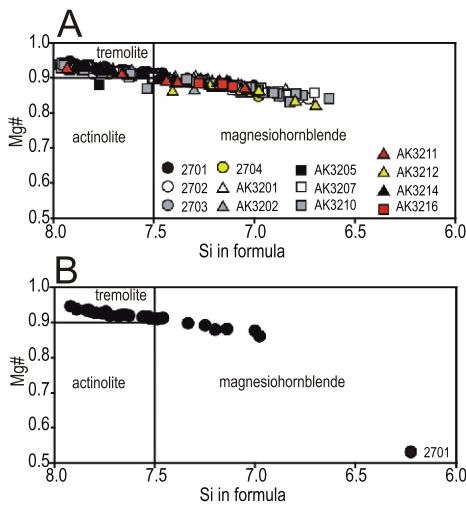 A
1.0
tremolite
0.9
0.8
Mg#
actinolite
magnesiohornblende
0.7
2701
2704
AK3205
AK3211
2702
AK3201
AK3207
AK3212
0.6
2703
AK3202
AK3210
AK3214
AK3216
0.5
8.0
7.5
7.0
6.5
6.0
Si in formula
B
1.0
tremolite
0.9
0.8
Mg#
actinolite
magnesiohornblende
0.7
0.6
2701
0.5
8.0
7.5
7.0
6.5
6.0
Si in formula